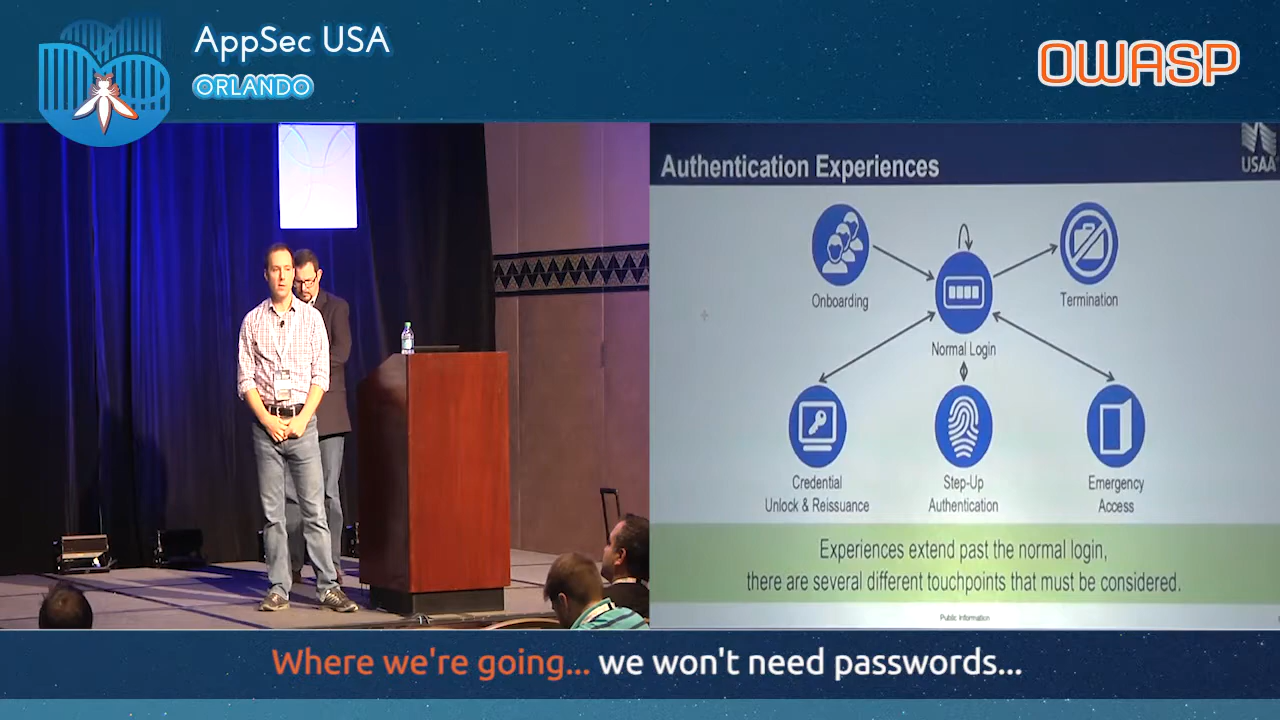 AppSec USA
ORLANDO
OWASP
Authentication Experiences
USAA
Onboarding
Termination
Normal Login
Credential
Unlock & Reissuance
Step-Up
Authentication
Emergency
Access
Experiences extend past the normal login,
there are several different touchpoints that must be considered.
Public Information
Where we're going... we won't need passwords...